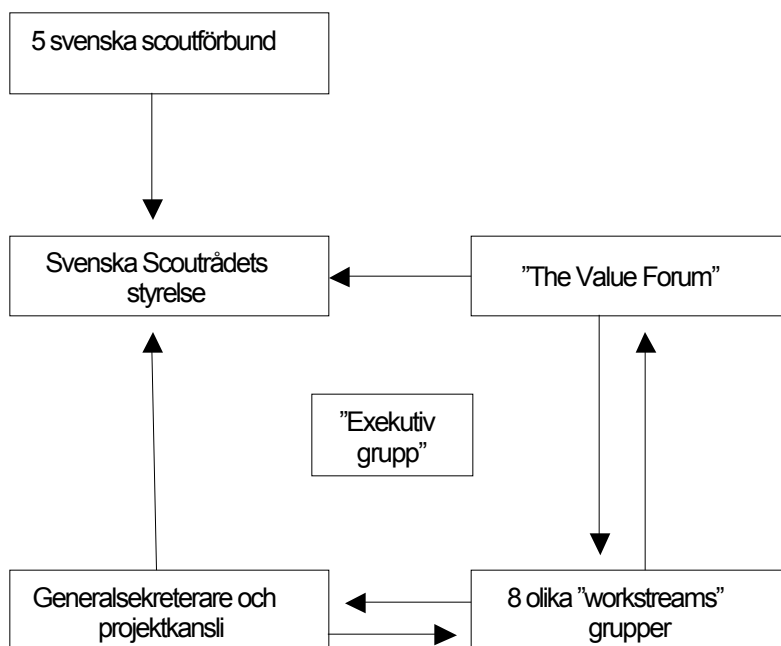 5 svenska scoutförbund
Svenska Scoutrådets
styrelse
”The Value Forum”
”Exekutiv
grupp”
Generalsekreterare och
projektkansli
8 olika ”workstreams”
grupper